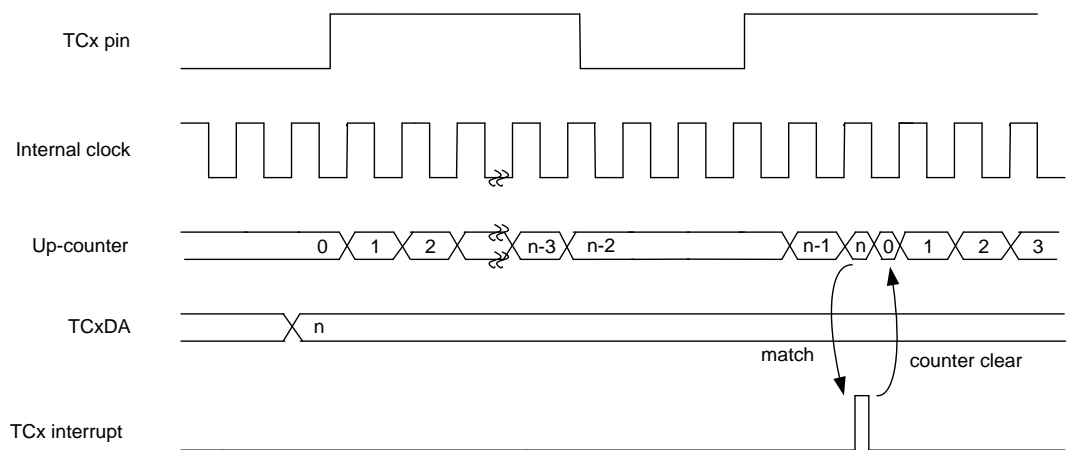 TCx pin
Internal clock
Up-counter 0 1 2 n-3 n-2 n-1 n 0 1 2 3
TCxDA n
match counter clear
TCx interrupt